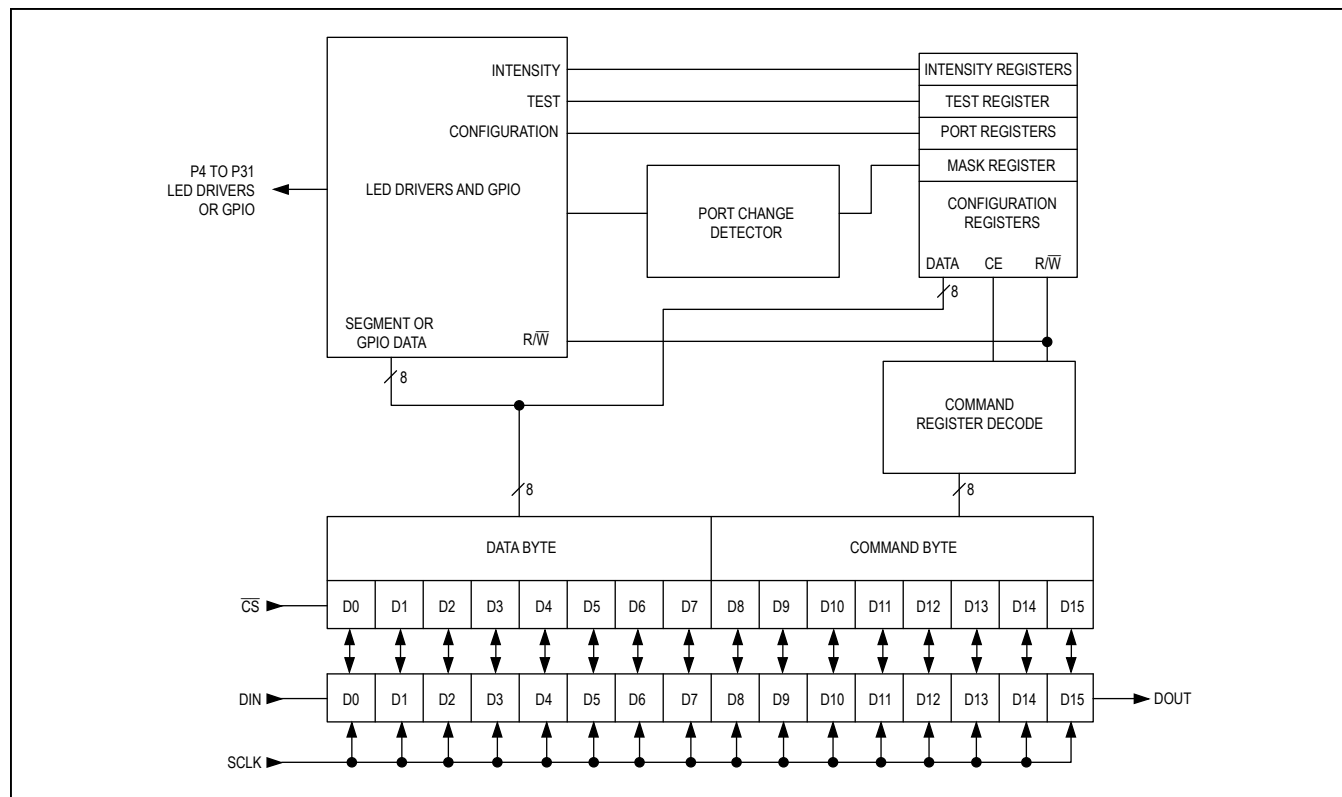 INTENSITY
TEST
CONFIGURATION
P4 TO P31
LED DRIVERS
OR GPIO
LED DRIVERS AND GPIO
SEGMENT OR
GPIO DATA
R/W̅
8
PORT CHANGE
DETECTOR
INTENSITY REGISTERS
TEST REGISTER
PORT REGISTERS
MASK REGISTER
CONFIGURATION
REGISTERS
DATA CE R/W̅
8
COMMAND
REGISTER DECODE
8
8
DATA BYTE COMMAND BYTE
C̅S̅ D0 D1 D2 D3 D4 D5 D6 D7 D8 D9 D10 D11 D12 D13 D14 D15
DIN D0 D1 D2 D3 D4 D5 D6 D7 D8 D9 D10 D11 D12 D13 D14 D15 DOUT
SCLK